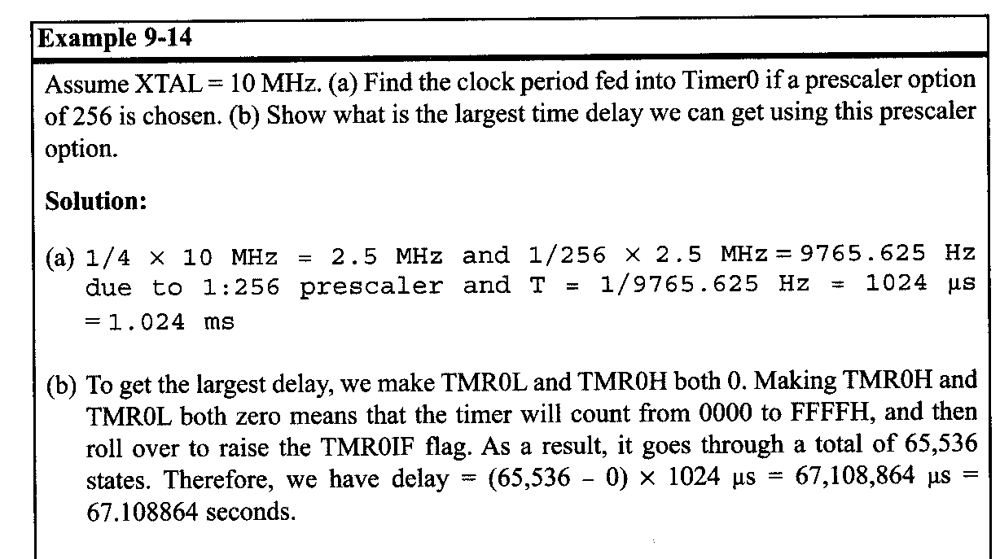 Example 9-14
Assume XTAL = 10 MHz. (a) Find the clock period fed into Timer0 if a prescaler option
of 256 is chosen. (b) Show what is the largest time delay we can get using this prescaler
option.
Solution:
(a) 1/4 × 10 MHz = 2.5 MHz and 1/256 × 2.5 MHz = 9765.625 Hz
due to 1:256 prescaler and T = 1/9765.625 Hz = 1024 µs
= 1.024 ms
(b) To get the largest delay, we make TMR0L and TMR0H both 0. Making TMR0H and
TMR0L both zero means that the timer will count from 0000 to FFFFH, and then
roll over to raise the TMR0IF flag. As a result, it goes through a total of 65,536
states. Therefore, we have delay = (65,536 – 0) × 1024 µs = 67,108,864 µs =
67.108864 seconds.